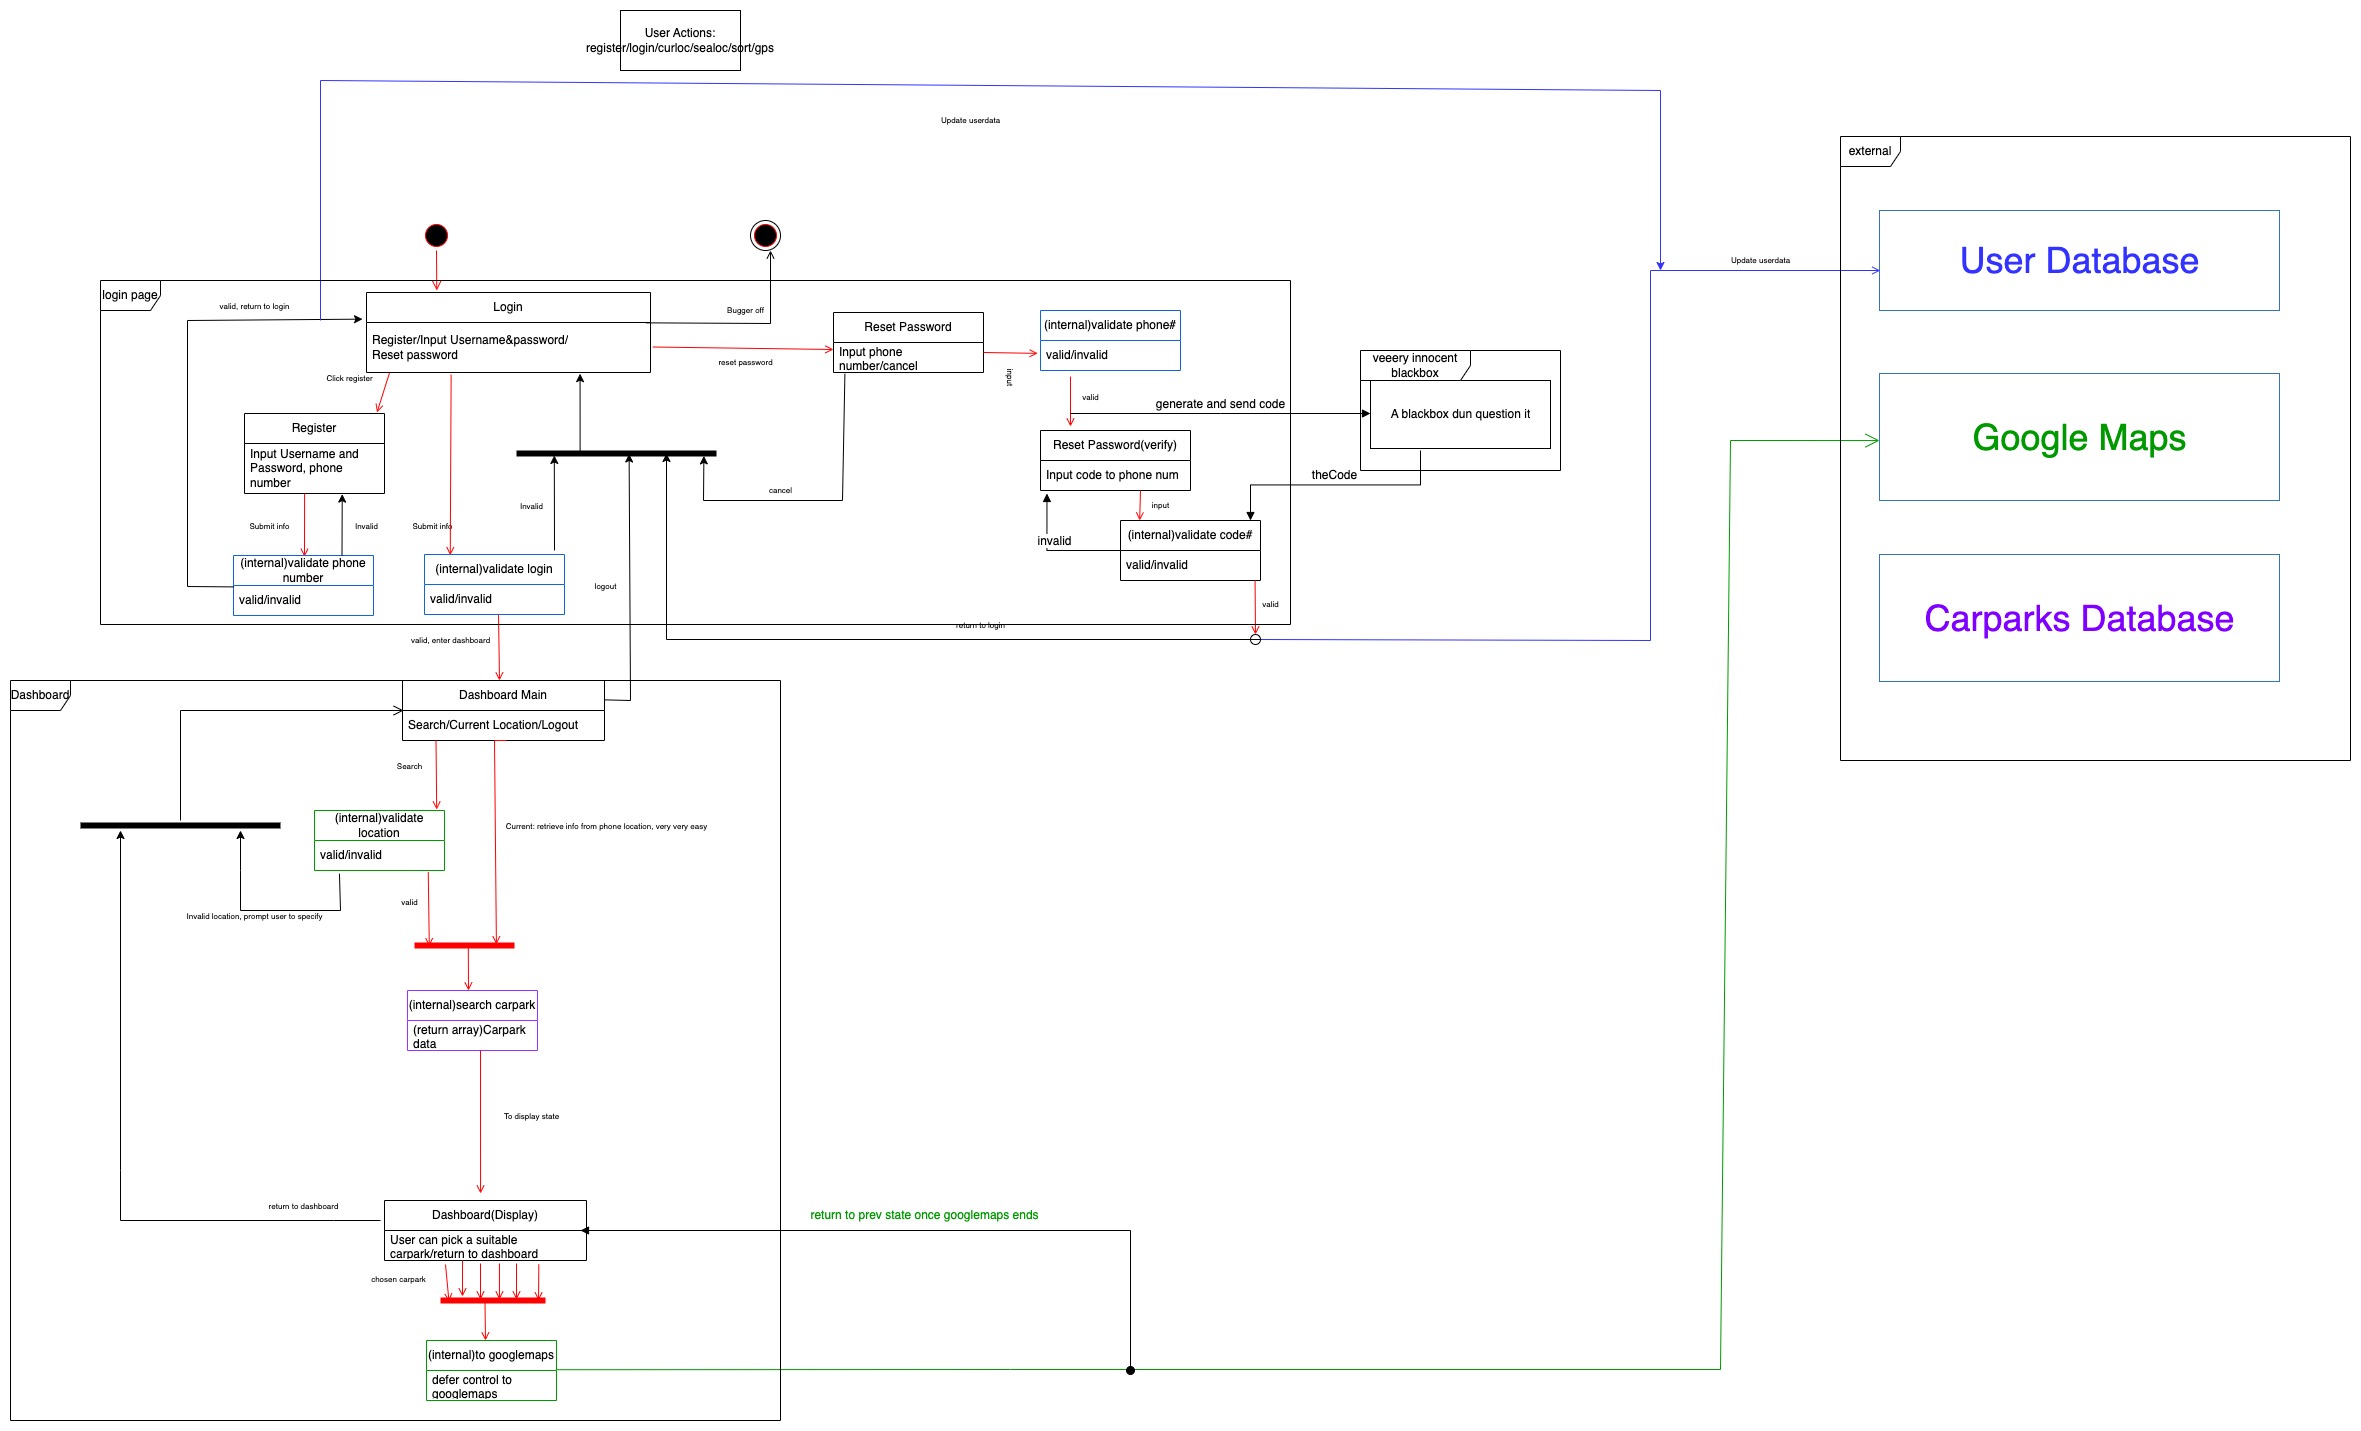 User Actions:
register/login/curloc/sealoc/sort/gps
Update userdata
external
User Database
Update userdata
Google Maps
Carparks Database
login page
valid, return to login
Login
Register/Input Username&password/
Reset password
Bugger off
reset password
Reset Password
Input phone
number/cancel
input
(internal)validate phone#
valid/invalid
valid
generate and send code
veeery innocent
blackbox
A blackbox dun question it
theCode
Click register
Register
Input Username and
Password, phone
number
Submit info
Invalid
Submit info
Invalid
cancel
Reset Password(verify)
Input code to phone num
input
invalid
(internal)validate code#
valid/invalid
valid
(internal)validate phone
number
valid/invalid
(internal)validate login
valid/invalid
logout
return to login
valid, enter dashboard
Dashboard
Dashboard Main
Search/Current Location/Logout
Search
(internal)validate
location
valid/invalid
Current: retrieve info from phone location, very very easy
Invalid location, prompt user to specify
valid
(internal)search carpark
(return array)Carpark
data
To display state
return to dashboard
Dashboard(Display)
User can pick a suitable
carpark/return to dashboard
return to prev state once googlemaps ends
chosen carpark
(internal)to googlemaps
defer control to
googlemaps